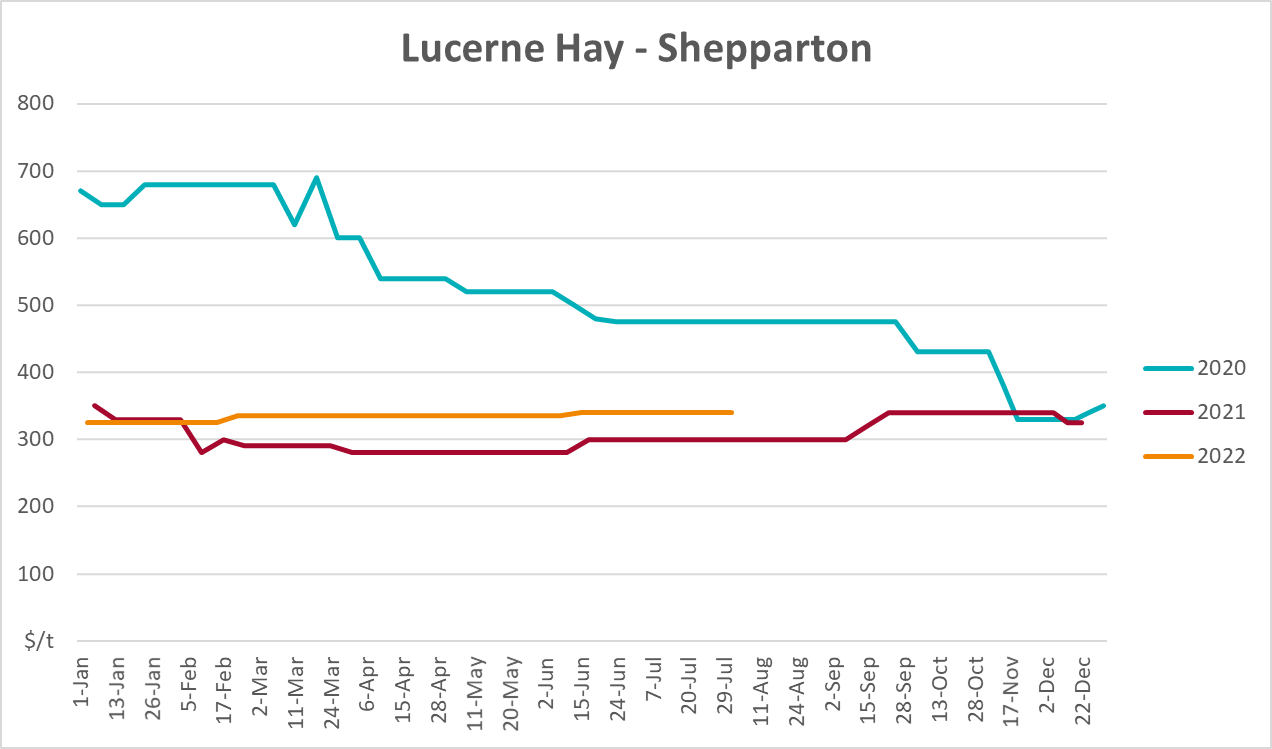 Lucerne Hay - Shepparton
800
700
600
500
400
300
200
100
$/t
1-Jan
13-Jan
26-Jan
5-Feb
17-Feb
2-Mar
11-Mar
24-Mar
6-Apr
15-Apr
28-Apr
11-May
20-May
2-Jun
15-Jun
24-Jun
7-Jul
20-Jul
29-Jul
11-Aug
24-Aug
2-Sep
15-Sep
28-Sep
13-Oct
28-Oct
17-Nov
2-Dec
22-Dec
2020
2021
2022